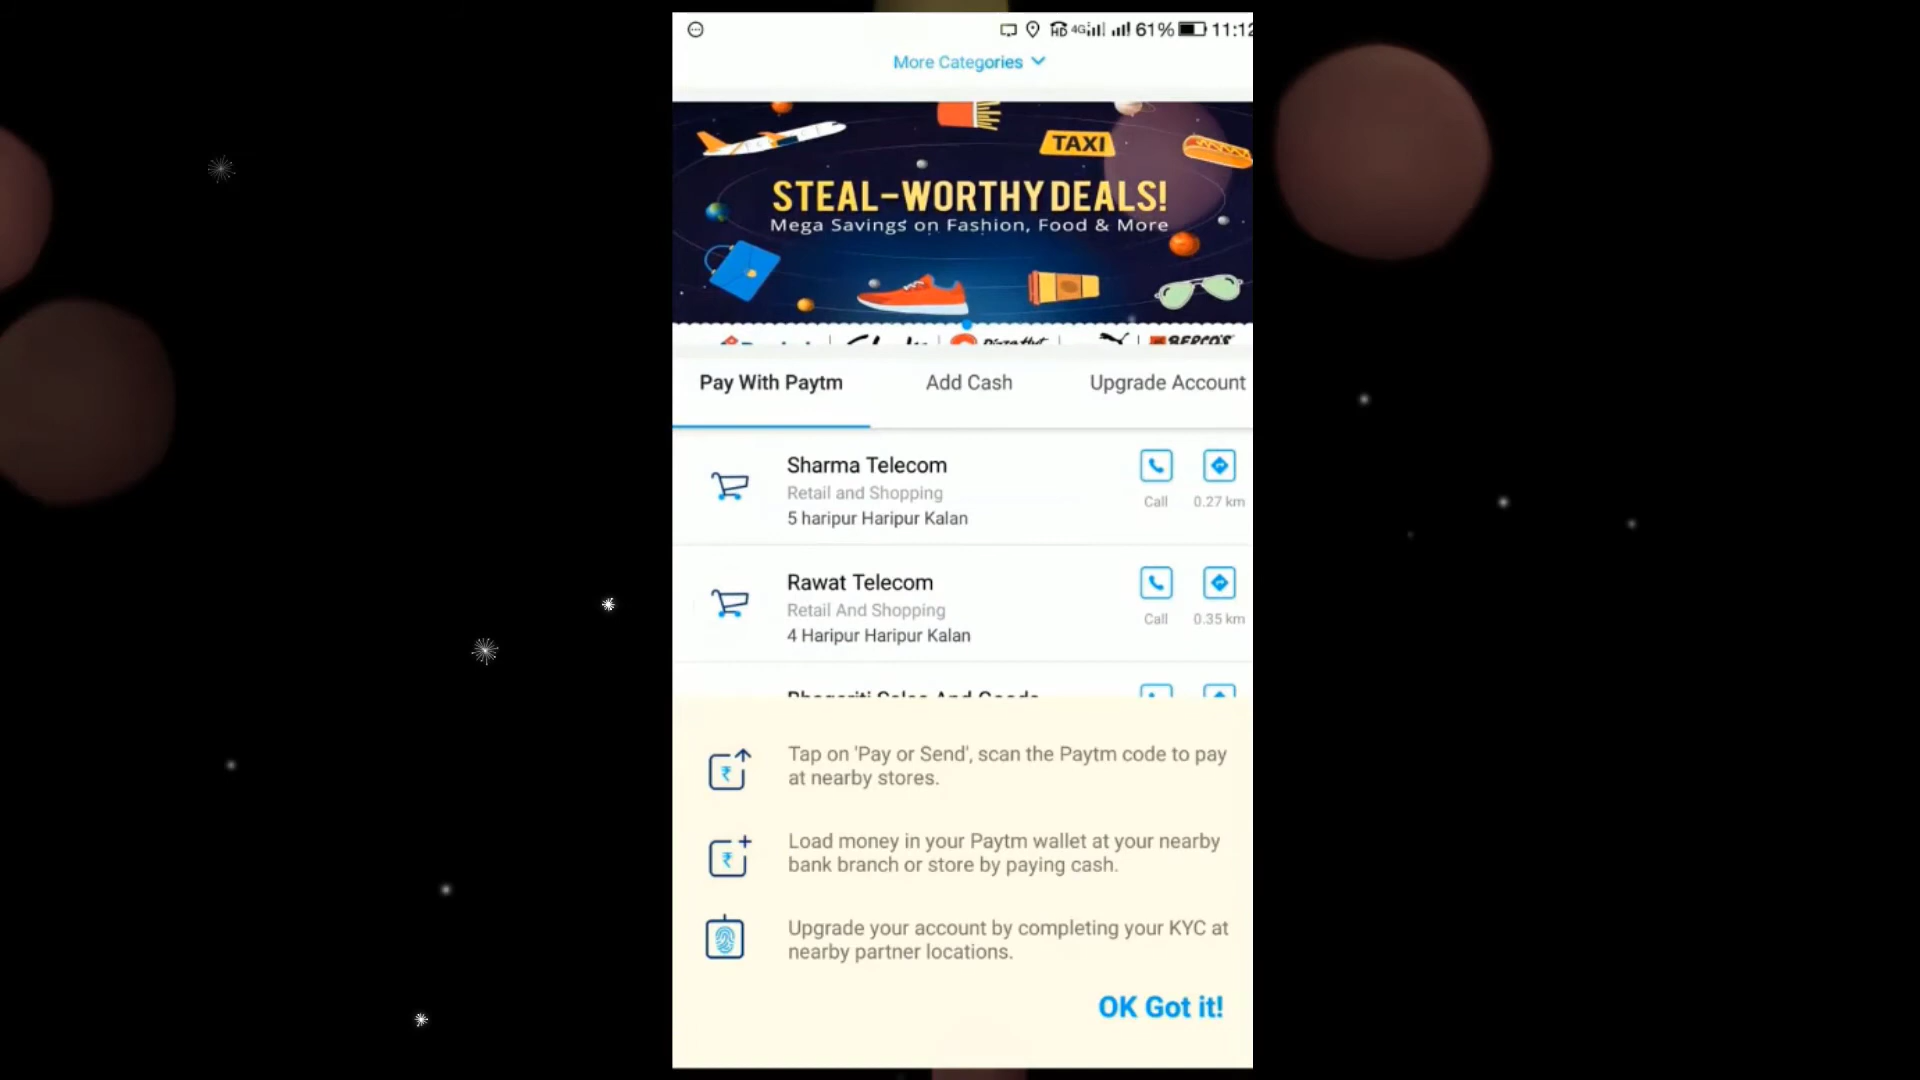 HD 4G 61% 11:12
More Categories
TAXI
STEAL-WORTHY DEALS!
Mega Savings on Fashion, Food & More
Pay With Paytm
Add Cash
Upgrade Account
Sharma Telecom
Retail and Shopping
5 haripur Haripur Kalan
Call
0.27 km
Rawat Telecom
Retail And Shopping
4 Haripur Haripur Kalan
Call
0.35 km
Tap on 'Pay or Send', scan the Paytm code to pay
at nearby stores.
Load money in your Paytm wallet at your nearby
bank branch or store by paying cash.
Upgrade your account by completing your KYC at
nearby partner locations.
OK Got it!